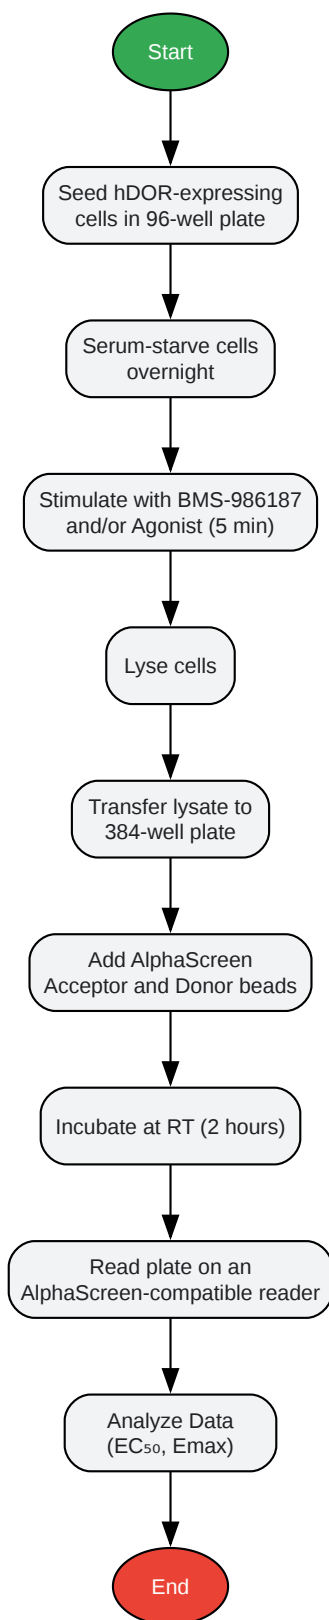 Start
Seed hDOR-expressing
cells in 96-well plate
Serum-starve cells
overnight
Stimulate with BMS-986187
and/or Agonist (5 min)
Lyse cells
Transfer lysate to
384-well plate
Add AlphaScreen
Acceptor and Donor beads
Incubate at RT (2 hours)
Read plate on an
AlphaScreen-compatible reader
Analyze Data
(EC₅₀, Emax)
End